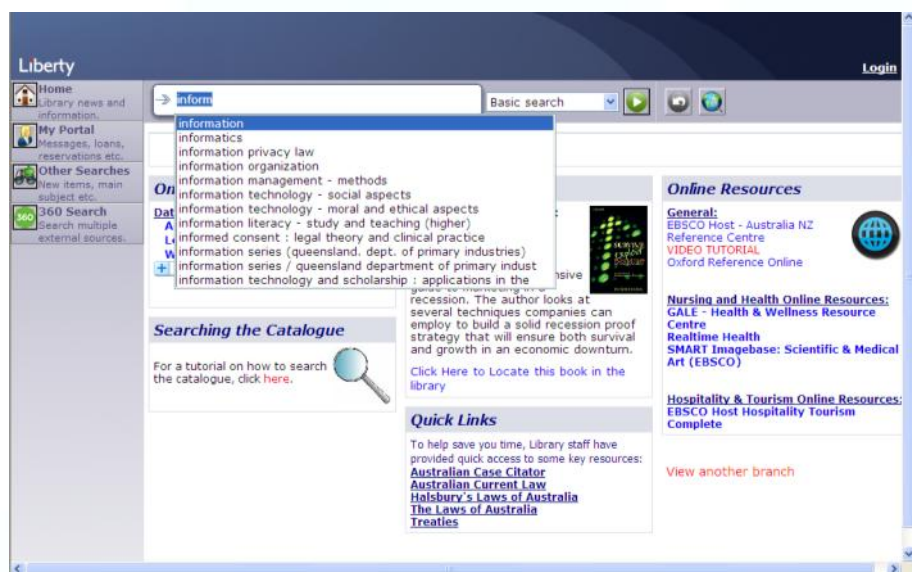 Liberty
Login
Home
Library news and
information.
My Portal
Messages, loans,
reservations etc.
Other Searches
New items, main
subject etc.
360
360 Search
Search multiple
external sources.
inform
Basic search
information
informatics
information privacy law
information organization
information management - methods
information technology - social aspects
information technology - moral and ethical aspects
information literacy - study and teaching (higher)
informed consent : legal theory and clinical practice
information series (queensland. dept. of primary industries)
information series / queensland department of primary indust
information technology and scholarship : applications in the
On
Dat
A
L
W
Searching the Catalogue
For a tutorial on how to search
the catalogue, click here.
guide to marketing in a
recession. The author looks at
several techniques companies can
employ to build a solid recession proof
strategy that will ensure both survival
and growth in an economic downturn.
Click Here to Locate this book in the
library
Quick Links
To help save you time, Library staff have
provided quick access to some key resources:
Australian Case Citator
Australian Current Law
Halsbury's Laws of Australia
The Laws of Australia
Treaties
Online Resources
General:
EBSCO Host - Australia NZ
Reference Centre
VIDEO TUTORIAL
Oxford Reference Online
Nursing and Health Online Resources:
GALE - Health & Wellness Resource
Centre
Realtime Health
SMART Imagebase: Scientific & Medical
Art (EBSCO)
Hospitality & Tourism Online Resources:
EBSCO Host Hospitality Tourism
Complete
View another branch